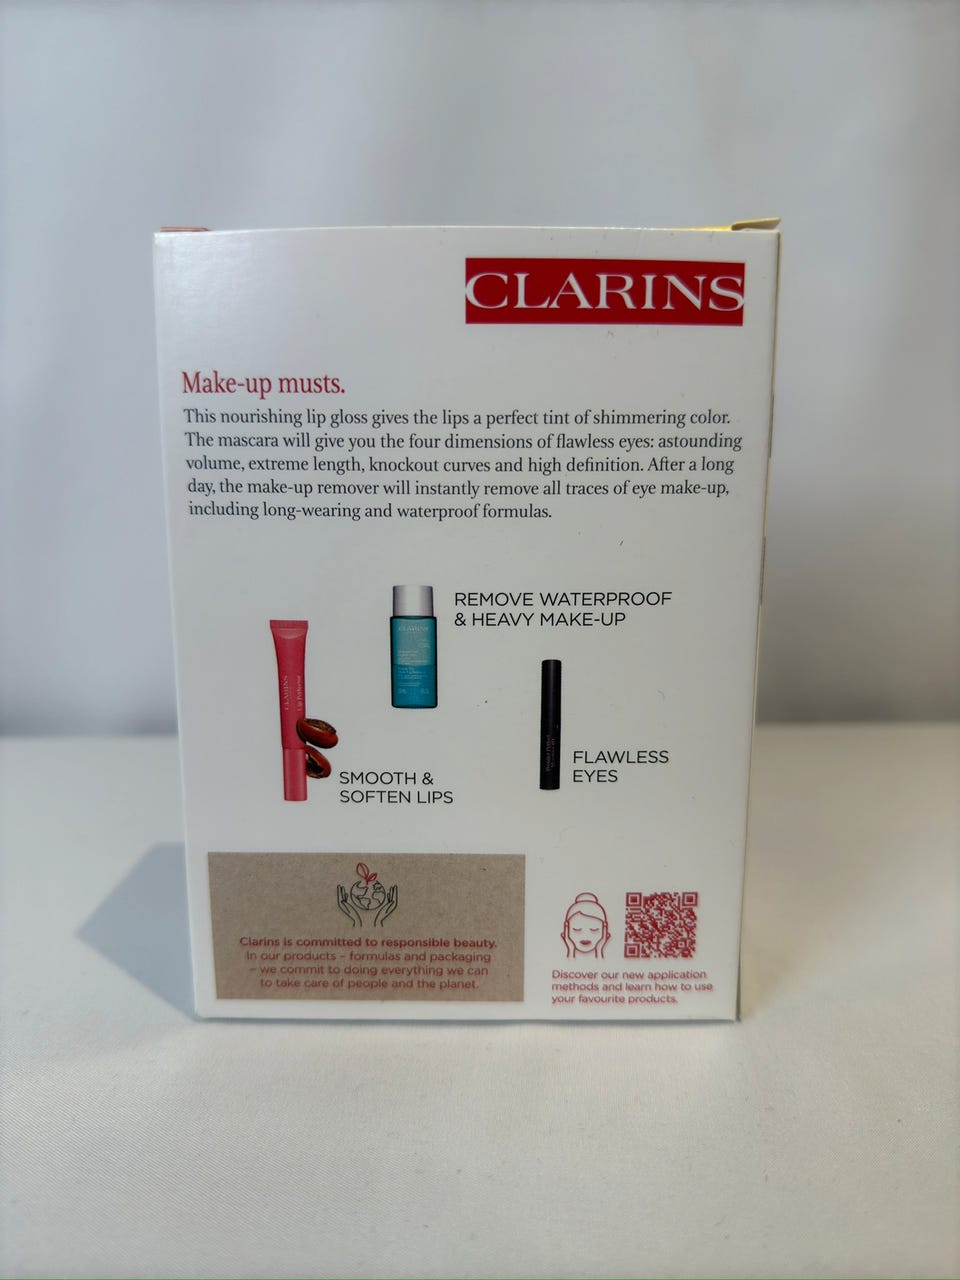 CLARINS
Make-up musts.
This nourishing lip gloss gives the lips a perfect tint of shimmering color.
The mascara will give you the four dimensions of flawless eyes: astounding
volume, extreme length, knockout curves and high definition. After a long
day, the make-up remover will instantly remove all traces of eye make-up,
including long-wearing and waterproof formulas.
REMOVE WATERPROOF
& HEAVY MAKE-UP
CLARINS
CLARINS
Lip Perfector
FLAWLESS
EYES
SMOOTH &
SOFTEN LIPS
Clarins is committed to responsible beauty.
In our products – formulas and packaging
– we commit to doing everything we can
to take care of people and the planet.
Discover our new application
methods and learn how to use
your favourite products.